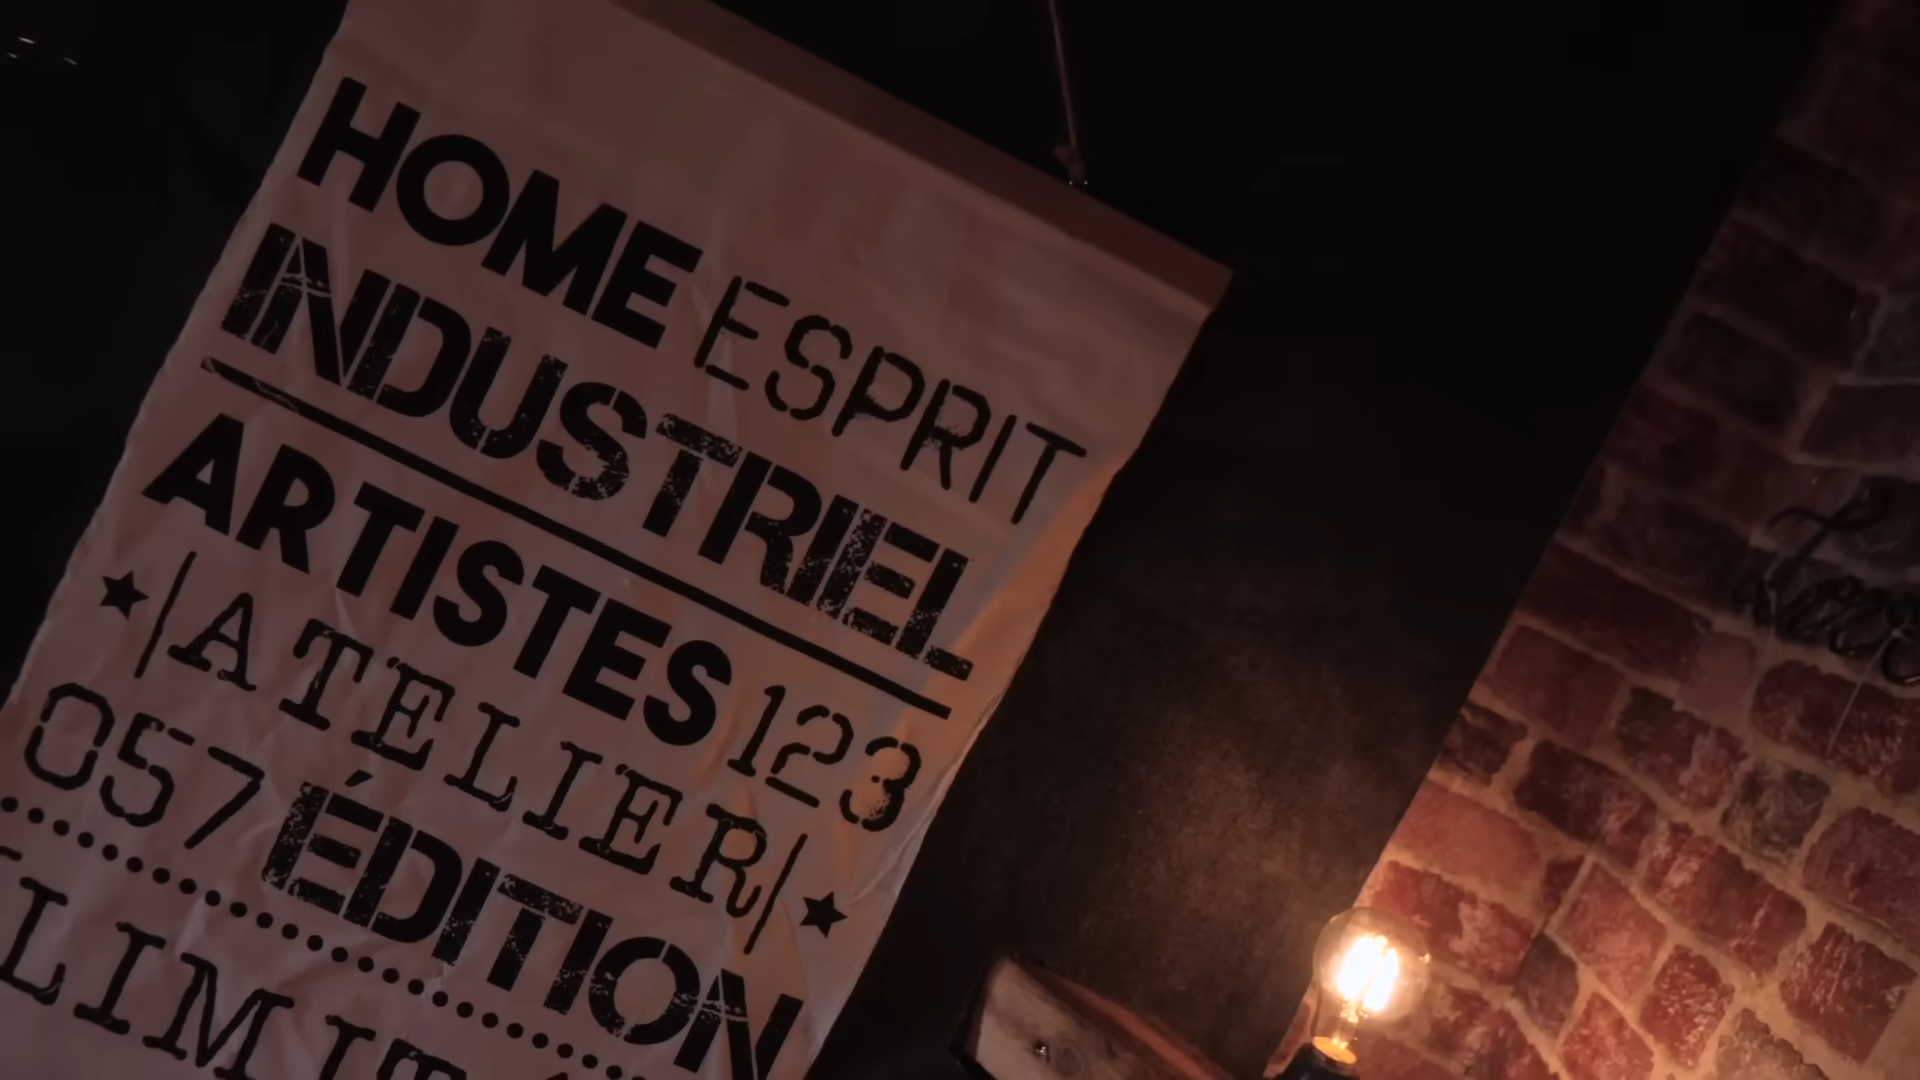 HOME ESPRIT
INDUSTRIEL
ARTISTES 123
★|ATELIER|★
057 ÉDITION